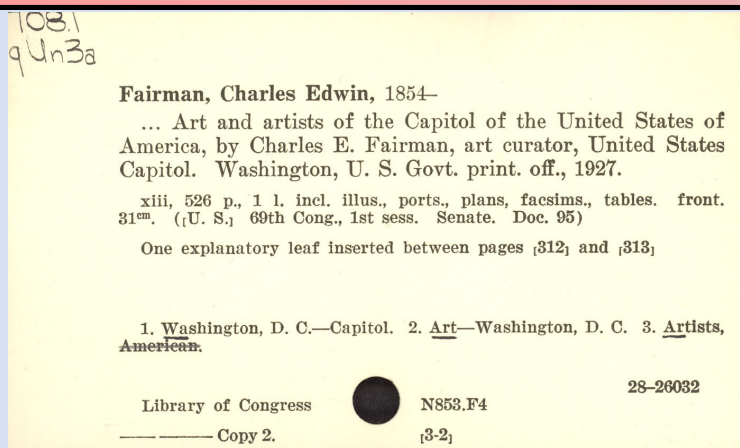 708.1
qUn3a
Fairman, Charles Edwin, 1854–
... Art and artists of the Capitol of the United States of
America, by Charles E. Fairman, art curator, United States
Capitol. Washington, U. S. Govt. print. off., 1927.
xiii, 526 p., 1 l. incl. illus., ports., plans, facsims., tables. front.
31cm. ([U. S.] 69th Cong., 1st sess. Senate. Doc. 95)
One explanatory leaf inserted between pages [312] and [313]
1. Washington, D. C.—Capitol. 2. Art—Washington, D. C. 3. Artists,
American.
28–26032
Library of Congress N853.F4
—— —— Copy 2. [3-2]